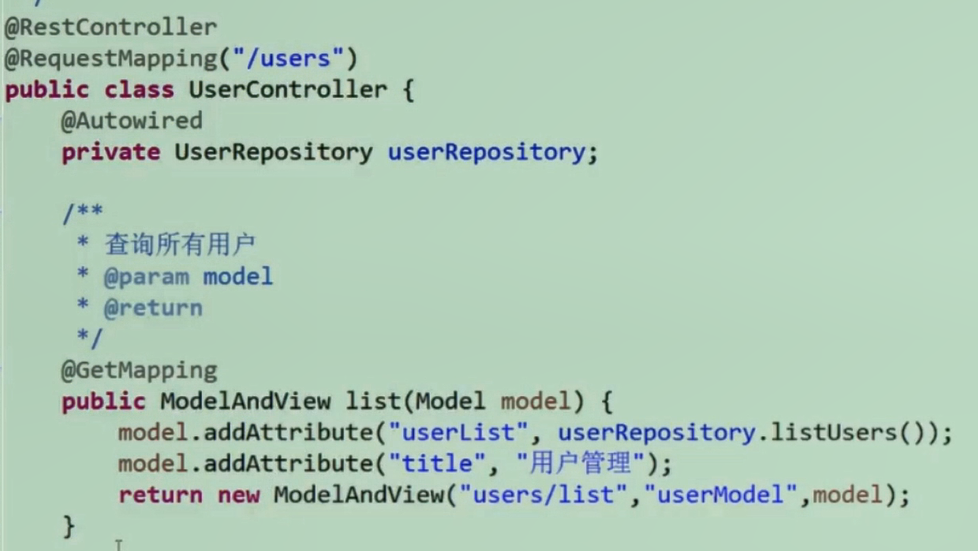 */
@RestController
@RequestMapping("/users")
public class UserController {
    @Autowired
    private UserRepository userRepository;

    /**
     * 查询所有用户
     * @param model
     * @return
     */
    @GetMapping
    public ModelAndView list(Model model) {
        model.addAttribute("userList", userRepository.listUsers());
        model.addAttribute("title", "用户管理");
        return new ModelAndView("users/list","userModel",model);
    }